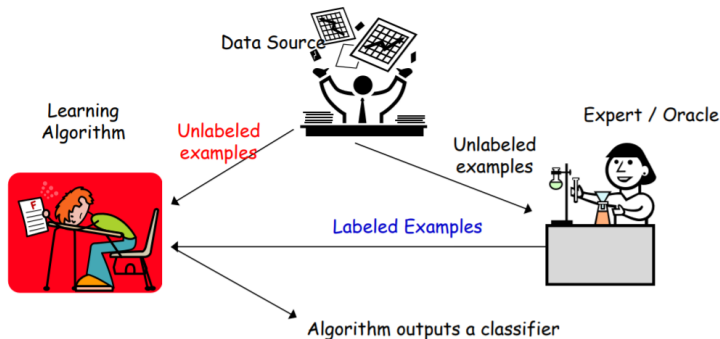 Data Source
Learning
Algorithm
Expert / Oracle
Unlabeled
examples
Unlabeled
examples
F
Labeled Examples
Algorithm outputs a classifier